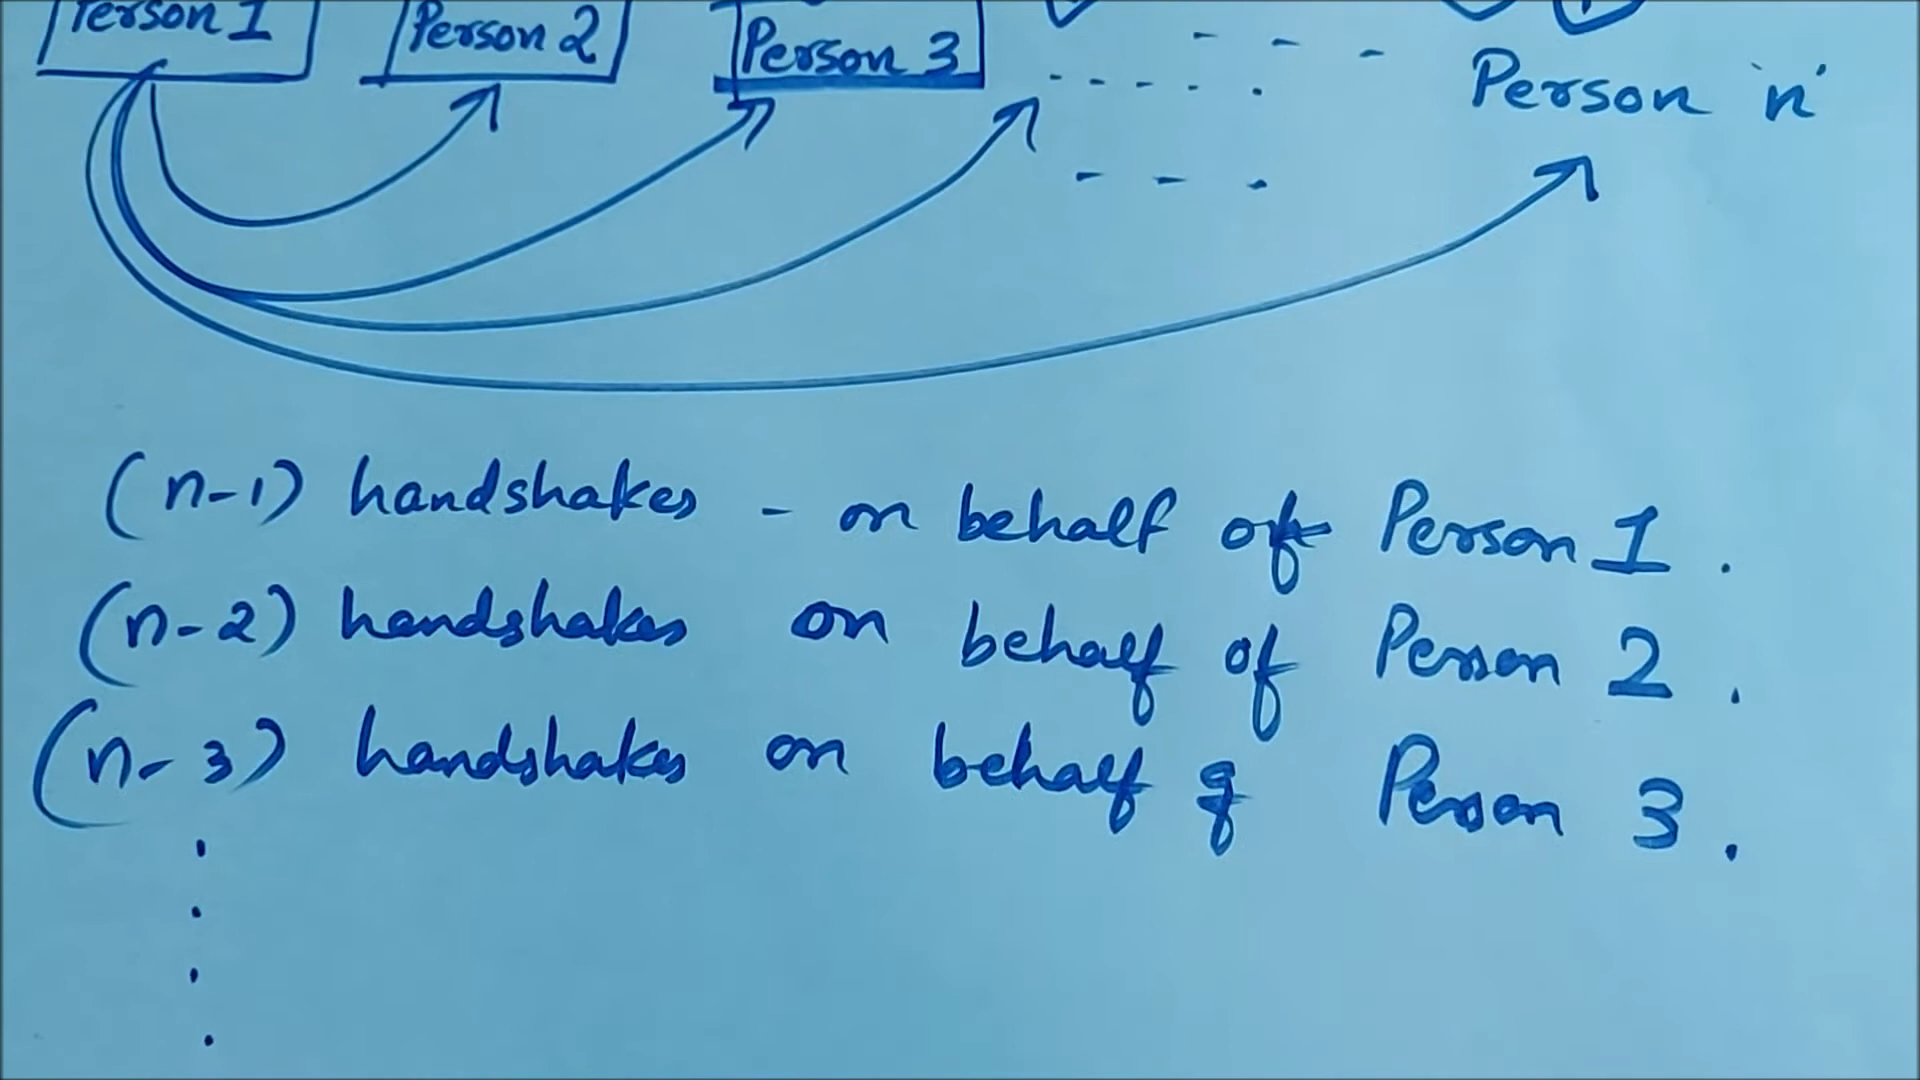 Person 1 Person 2 Person 3 Person 'n'
(n-1) handshakes - on behalf of Person 1.
(n-2) handshakes on behalf of Person 2.
(n-3) handshakes on behalf of Person 3.